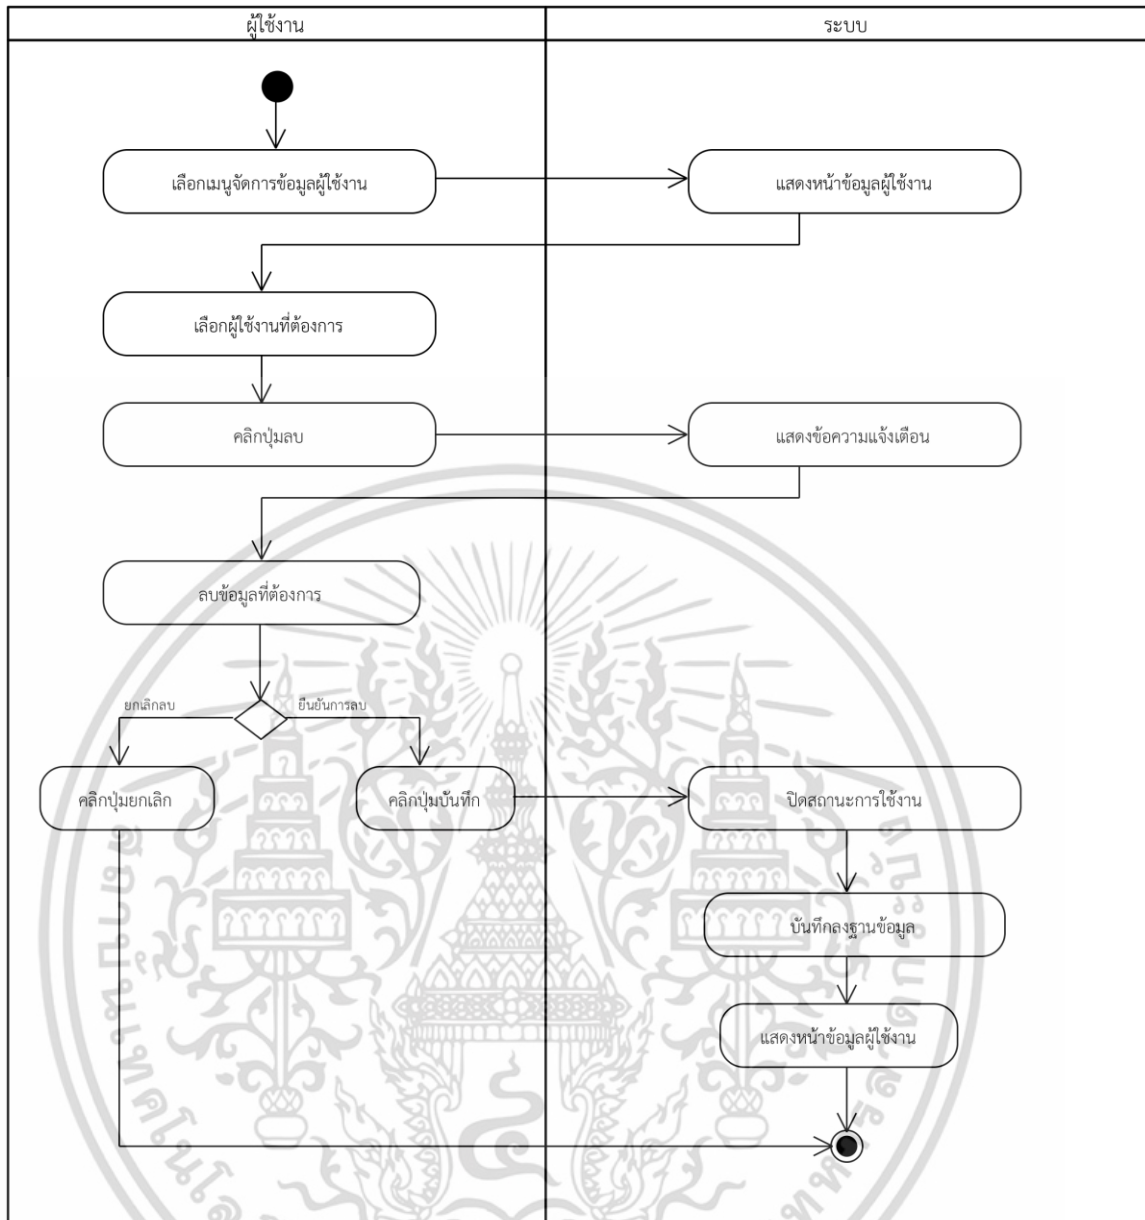 ผู้ใช้งาน
ระบบ
เลือกเมนูจัดการข้อมูลผู้ใช้งาน
แสดงหน้าข้อมูลผู้ใช้งาน
เลือกผู้ใช้งานที่ต้องการ
คลิกปุ่มลบ
แสดงข้อความแจ้งเตือน
ลบข้อมูลที่ต้องการ
ยกเลิกลบ
ยืนยันการลบ
คลิกปุ่มยกเลิก
คลิกปุ่มบันทึก
ปิดสถานะการใช้งาน
บันทึกลงฐานข้อมูล
แสดงหน้าข้อมูลผู้ใช้งาน